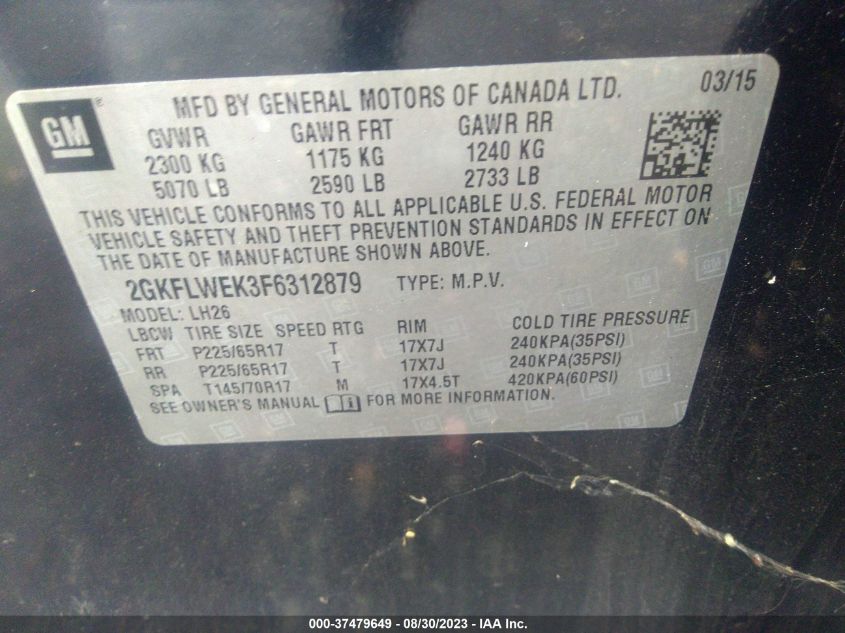 GM ®
MFD BY GENERAL MOTORS OF CANADA LTD. 03/15
GVWR GAWR FRT GAWR RR
2300 KG 1175 KG 1240 KG
5070 LB 2590 LB 2733 LB
THIS VEHICLE CONFORMS TO ALL APPLICABLE U.S. FEDERAL MOTOR
VEHICLE SAFETY AND THEFT PREVENTION STANDARDS IN EFFECT ON
THE DATE OF MANUFACTURE SHOWN ABOVE.
2GKFLWEK3F6312879 TYPE: M.P.V.
MODEL: LH26
LBCW TIRE SIZE SPEED RTG RIM COLD TIRE PRESSURE
FRT P225/65R17 T 17X7J 240KPA(35PSI)
RR P225/65R17 T 17X7J 240KPA(35PSI)
SPA T145/70R17 M 17X4.5T 420KPA(60PSI)
SEE OWNER'S MANUAL FOR MORE INFORMATION.
000-37479649 - 08/30/2023 - IAA Inc.